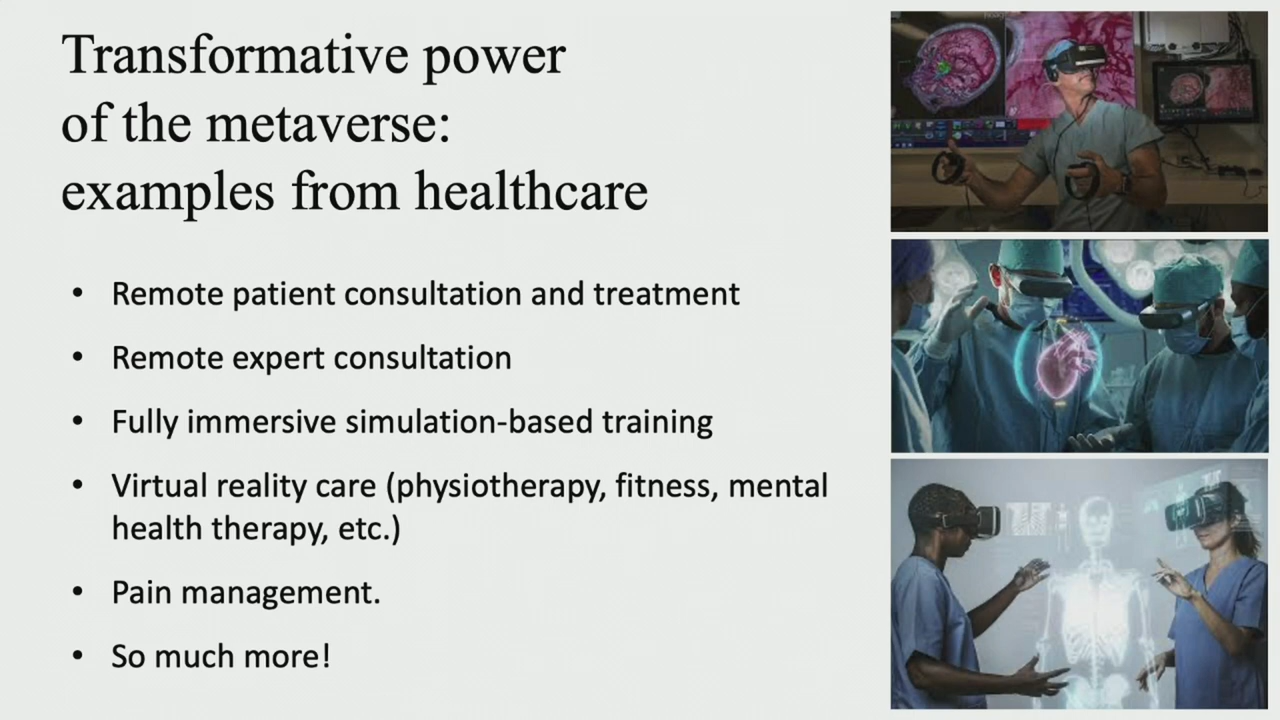 Transformative power
of the metaverse:
examples from healthcare
• Remote patient consultation and treatment
• Remote expert consultation
• Fully immersive simulation-based training
• Virtual reality care (physiotherapy, fitness, mental
health therapy, etc.)
• Pain management.
• So much more!